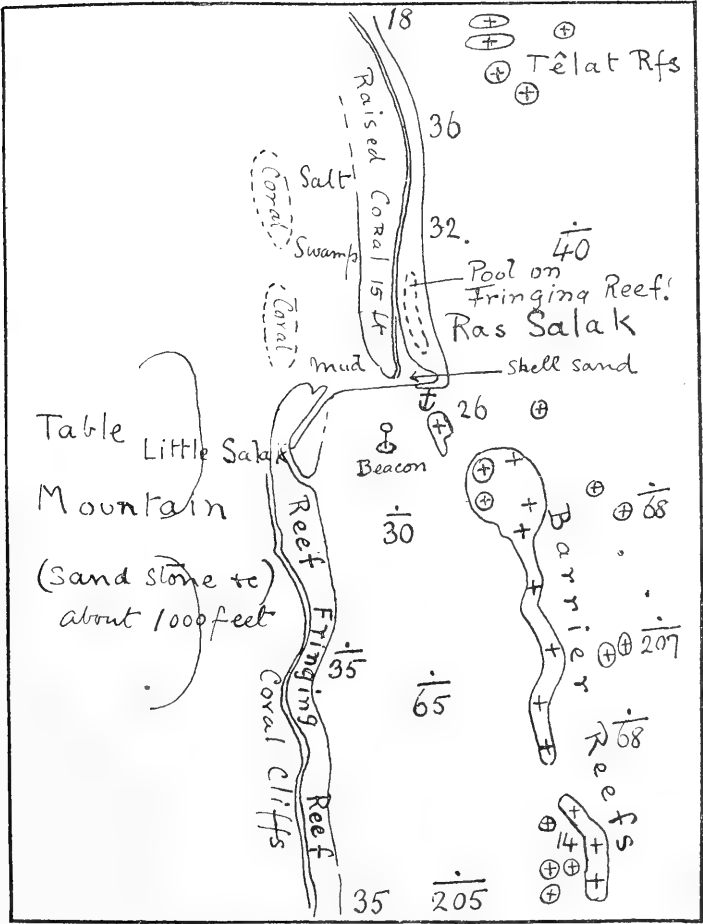 18
Têlat Rfs
Raised Coral 15 ft
36
Coral
Salt
Swamp
32.
40
Pool on
Fringing Reef.
Coral
Ras Salak
mud
shell sand
26
Table
Little Salak
Beacon
Mountain
30
68
Barrier Reefs
(Sand stone &c)
about 1000 feet
Reef Fringing Reef
35
207
65
Coral Cliffs
68
14
35
205